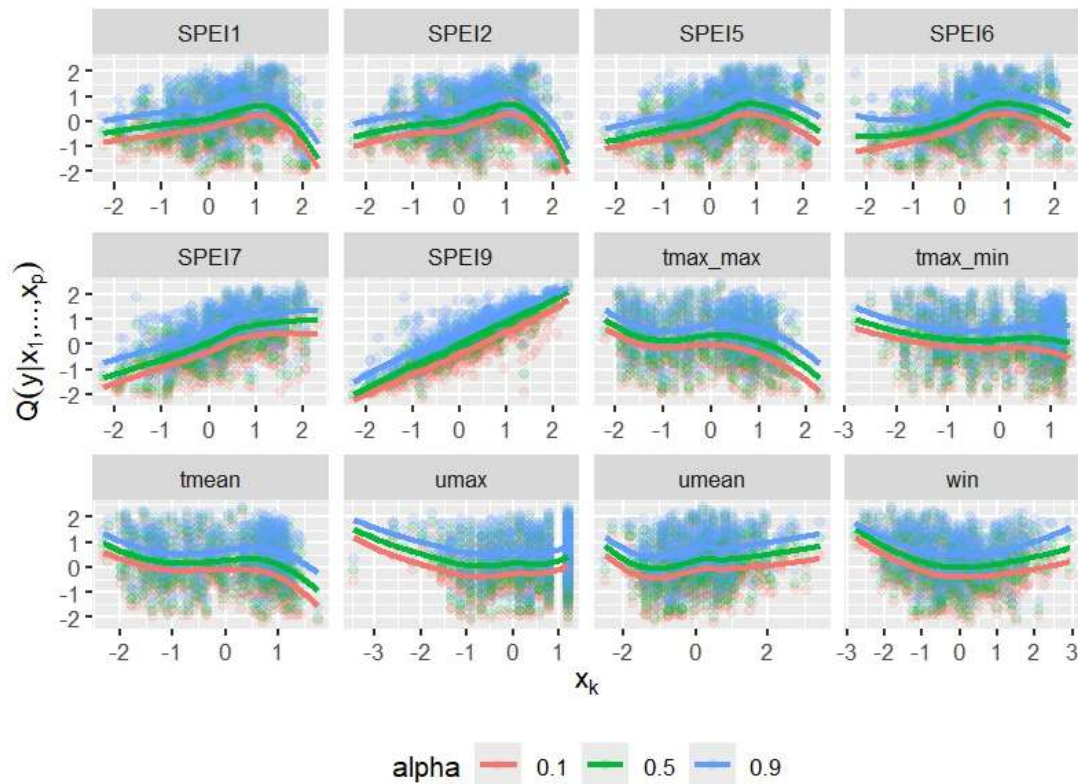 SPEI1 SPEI2 SPEI5 SPEI6
2
1
0
-1
-2
-2 -1 0 1 2 -2 -1 0 1 2 -2 -1 0 1 2 -2 -1 0 1 2
SPEI7 SPEI9 tmax_max tmax_min
2
1
0
-1
-2
-2 -1 0 1 2 -2 -1 0 1 2 -2 -1 0 1 2 -3 -2 -1 0 1
Q(y|x₁,...,xₚ)
tmean umax umean win
2
1
0
-1
-2
-2 -1 0 1 -3 -2 -1 0 1 -2 0 2 -3 -2 -1 0 1 2 3
xₖ
alpha 0.1 0.5 0.9